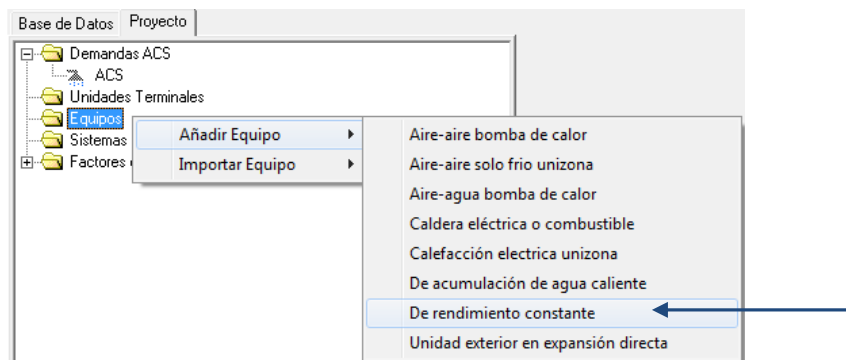 Base de Datos Proyecto
Demandas ACS
ACS
Unidades Terminales
Equipos
Sistemas
Factores
Añadir Equipo
Importar Equipo
Aire-aire bomba de calor
Aire-aire solo frio unizona
Aire-agua bomba de calor
Caldera eléctrica o combustible
Calefacción electrica unizona
De acumulación de agua caliente
De rendimiento constante
Unidad exterior en expansión directa